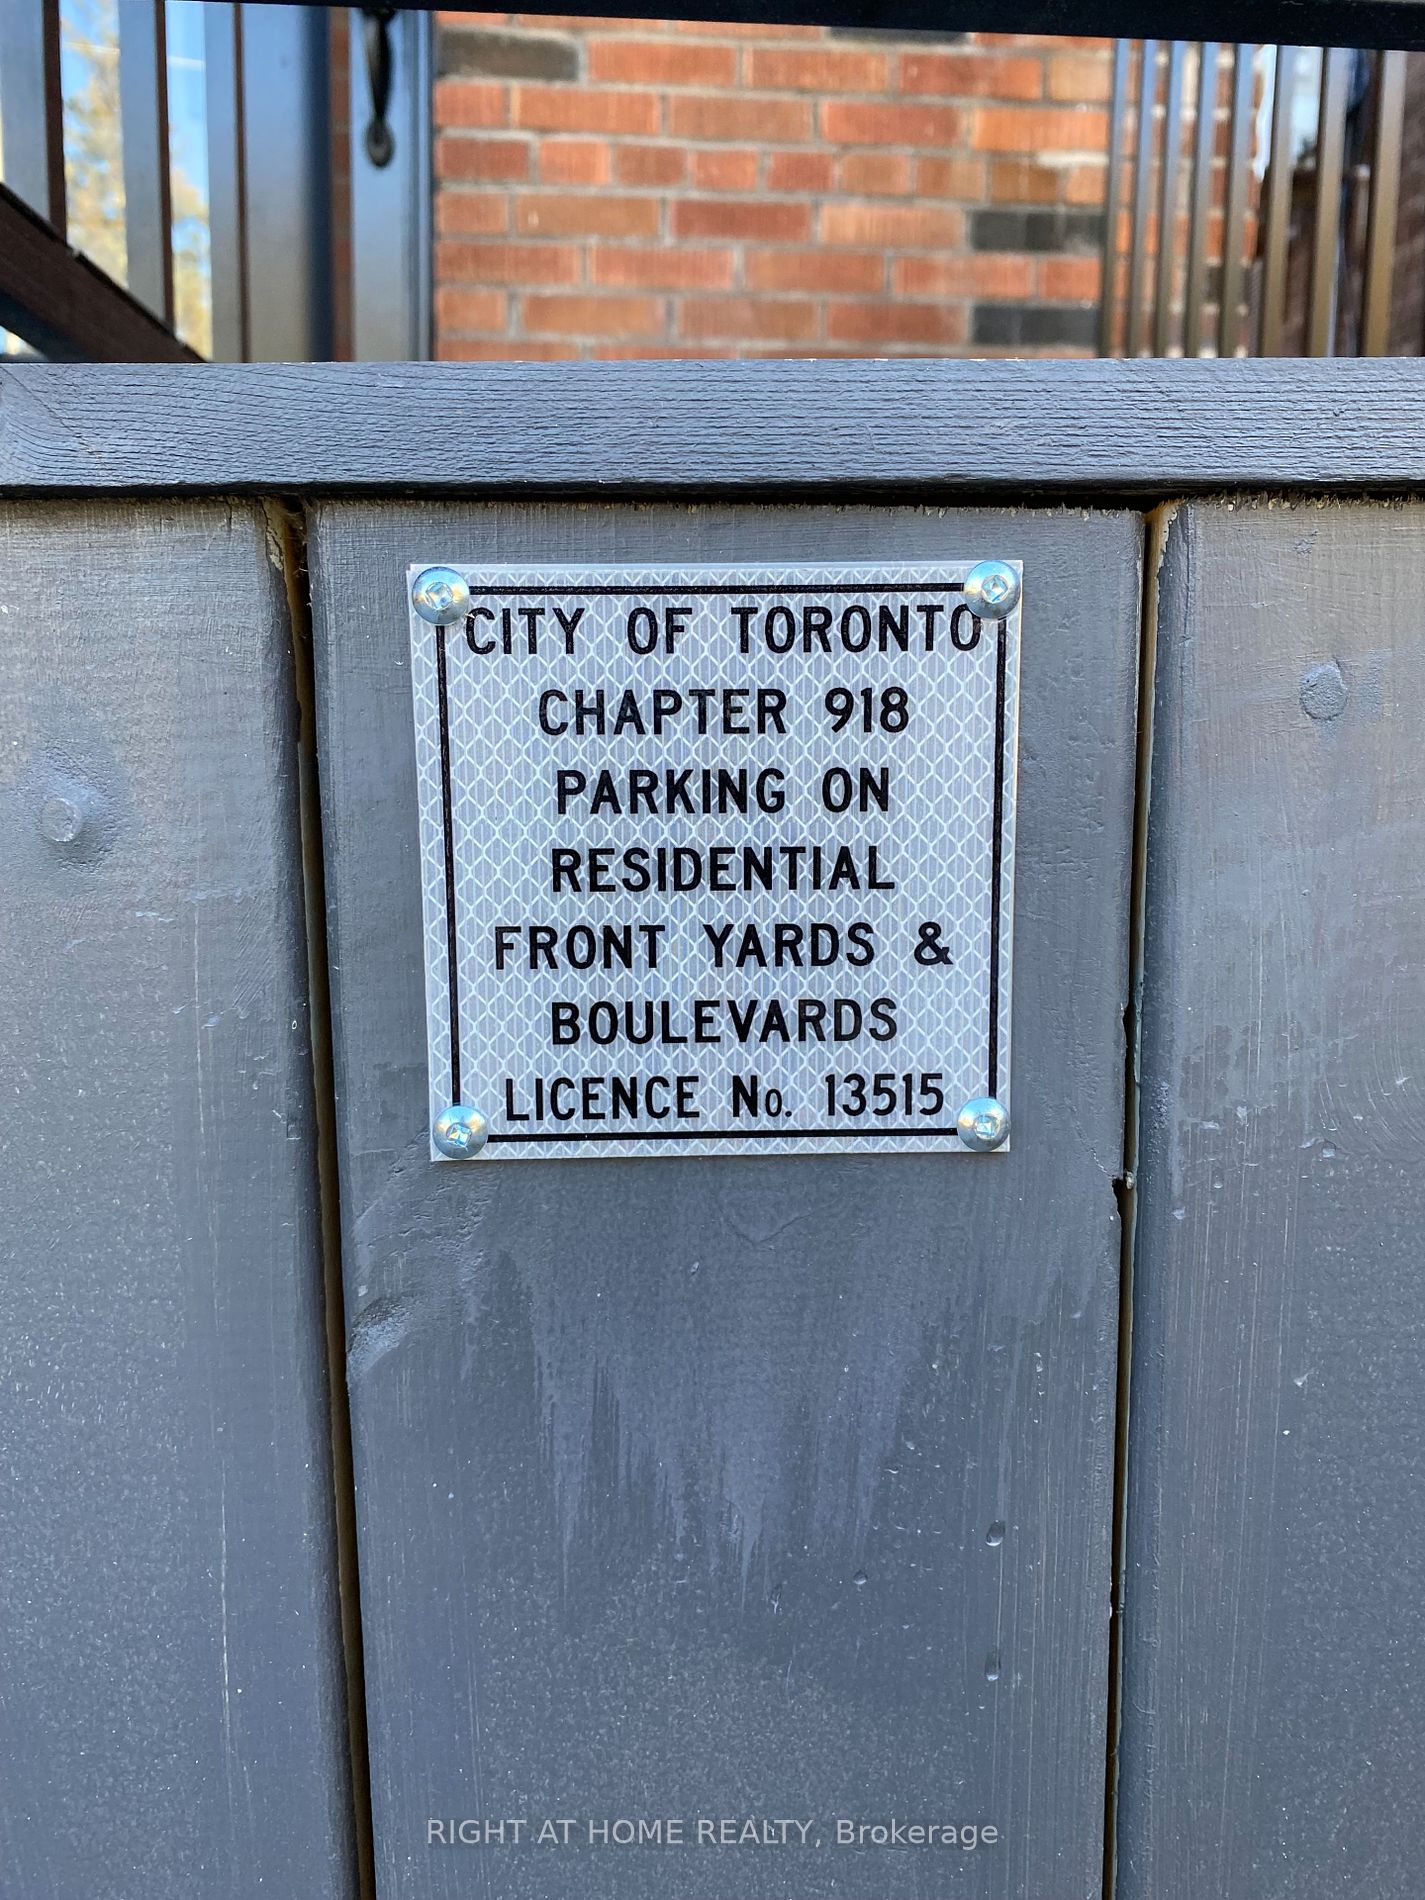 CITY OF TORONTO
CHAPTER 918
PARKING ON
RESIDENTIAL
FRONT YARDS &
BOULEVARDS
LICENCE No. 13515
RIGHT AT HOME REALTY, Brokerage